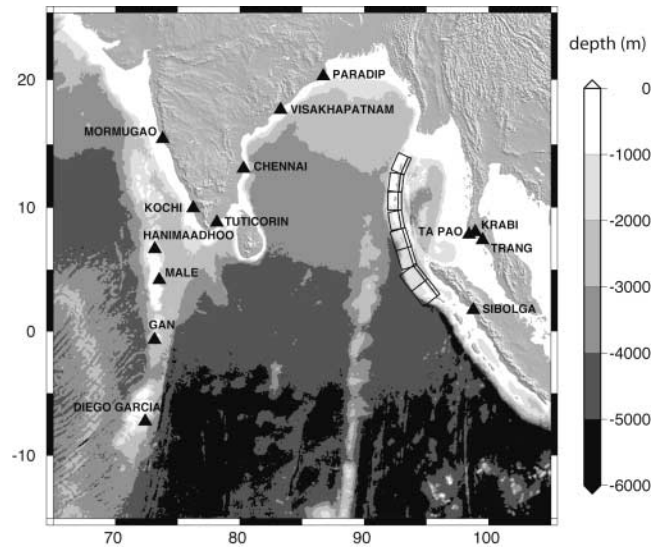 depth (m)
20
10
0
-10
70
80
90
100
PARADIP
VISAKHAPATNAM
MORMUGAO
CHENNAI
KOCHI
TUTICORIN
HANIMAADHOO
MALE
GAN
DIEGO GARCIA
TA PAO
KRABI
TRANG
SIBOLGA
0
-1000
-2000
-3000
-4000
-5000
-6000